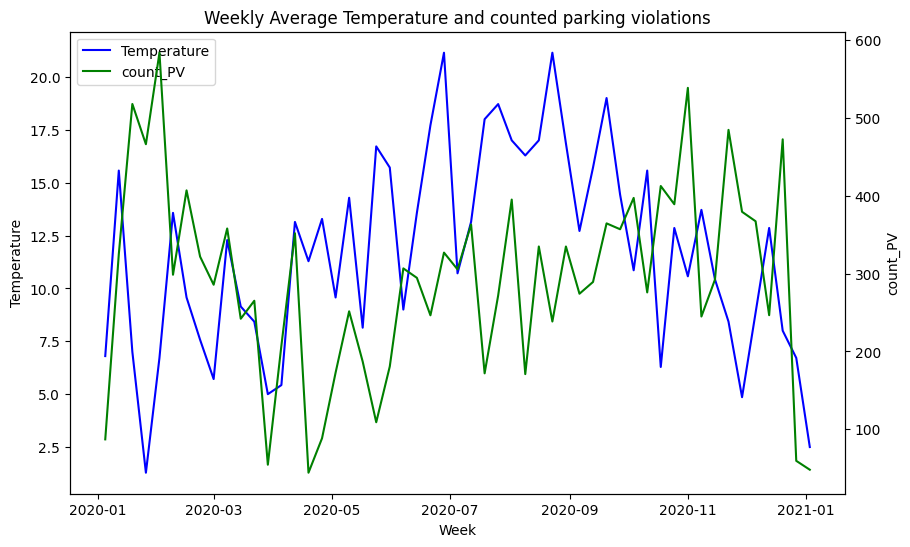 Weekly Average Temperature and counted parking violations
Temperature
count_PV
20.0
17.5
15.0
12.5
10.0
7.5
5.0
2.5
Temperature
600
500
400
300
200
100
count_PV
2020-01 2020-03 2020-05 2020-07 2020-09 2020-11 2021-01
Week